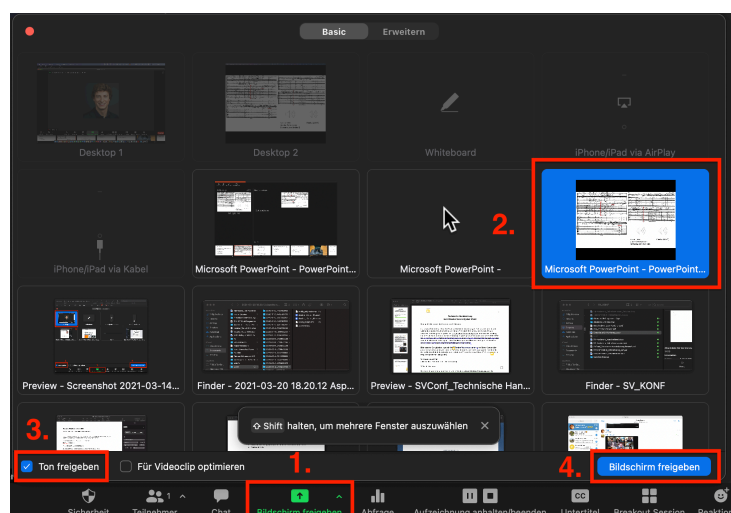 Basic Erweitern
Desktop 1 Desktop 2 Whiteboard iPhone/iPad via AirPlay
2.
iPhone/iPad via Kabel Microsoft PowerPoint - PowerPoint... Microsoft PowerPoint - Microsoft PowerPoint - PowerPoint...
Preview - Screenshot 2021-03-14... Finder - 2021-03-20 18.20.12 Asp... Preview - SVConf_Technische Han... Finder - SV_KONF
3.
⇧ Shift halten, um mehrere Fenster auszuwählen
1. 4.
Ton freigeben Für Videoclip optimieren Bildschirm freigeben
1
CC
Sicherheit Teilnehmer Chat Bildschirm freigeben Abfrage Aufzeichnung anhalten/beenden Untertitel Breakout Session Reaktion